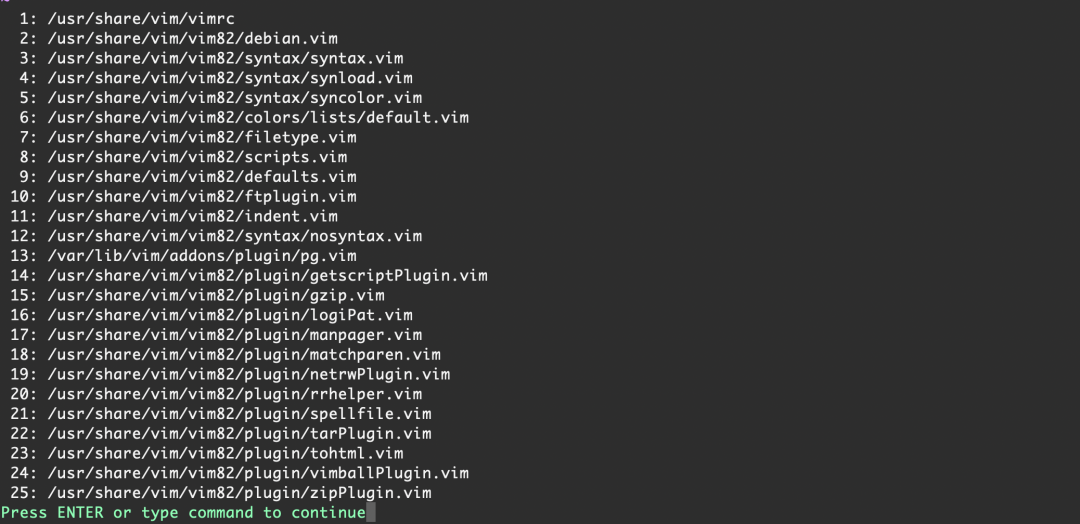 1: /usr/share/vim/vimrc
2: /usr/share/vim/vim82/debian.vim
3: /usr/share/vim/vim82/syntax/syntax.vim
4: /usr/share/vim/vim82/syntax/synload.vim
5: /usr/share/vim/vim82/syntax/syncolor.vim
6: /usr/share/vim/vim82/colors/lists/default.vim
7: /usr/share/vim/vim82/filetype.vim
8: /usr/share/vim/vim82/scripts.vim
9: /usr/share/vim/vim82/defaults.vim
10: /usr/share/vim/vim82/ftplugin.vim
11: /usr/share/vim/vim82/indent.vim
12: /usr/share/vim/vim82/syntax/nosyntax.vim
13: /var/lib/vim/addons/plugin/pg.vim
14: /usr/share/vim/vim82/plugin/getscriptPlugin.vim
15: /usr/share/vim/vim82/plugin/gzip.vim
16: /usr/share/vim/vim82/plugin/logiPat.vim
17: /usr/share/vim/vim82/plugin/manpager.vim
18: /usr/share/vim/vim82/plugin/matchparen.vim
19: /usr/share/vim/vim82/plugin/netrwPlugin.vim
20: /usr/share/vim/vim82/plugin/rrhelper.vim
21: /usr/share/vim/vim82/plugin/spellfile.vim
22: /usr/share/vim/vim82/plugin/tarPlugin.vim
23: /usr/share/vim/vim82/plugin/tohtml.vim
24: /usr/share/vim/vim82/plugin/vimballPlugin.vim
25: /usr/share/vim/vim82/plugin/zipPlugin.vim
Press ENTER or type command to continue